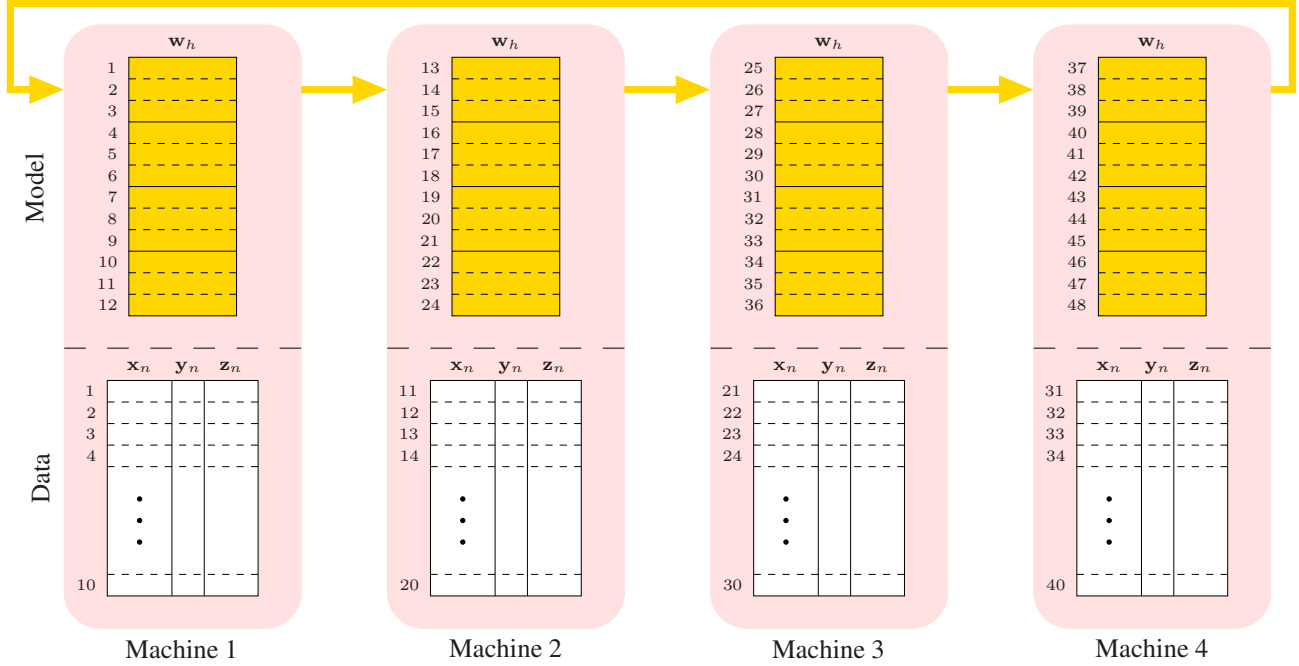 w_h w_h w_h w_h
1 13 25 37
2 14 26 38
3 15 27 39
4 16 28 40
5 17 29 41
6 18 30 42
7 19 31 43
8 20 32 44
9 21 33 45
10 22 34 46
11 23 35 47
12 24 36 48
Model
x_n y_n z_n x_n y_n z_n x_n y_n z_n x_n y_n z_n
1 11 21 31
2 12 22 32
3 13 23 33
4 14 24 34
10 20 30 40
Data
Machine 1 Machine 2 Machine 3 Machine 4